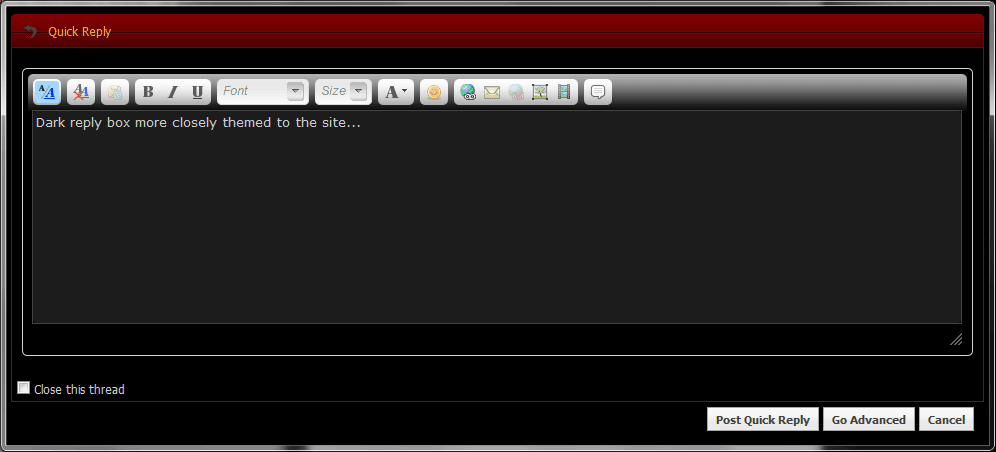 Quick Reply
A A A B I U Font Size A
Dark reply box more closely themed to the site...
Close this thread
Post Quick Reply Go Advanced Cancel